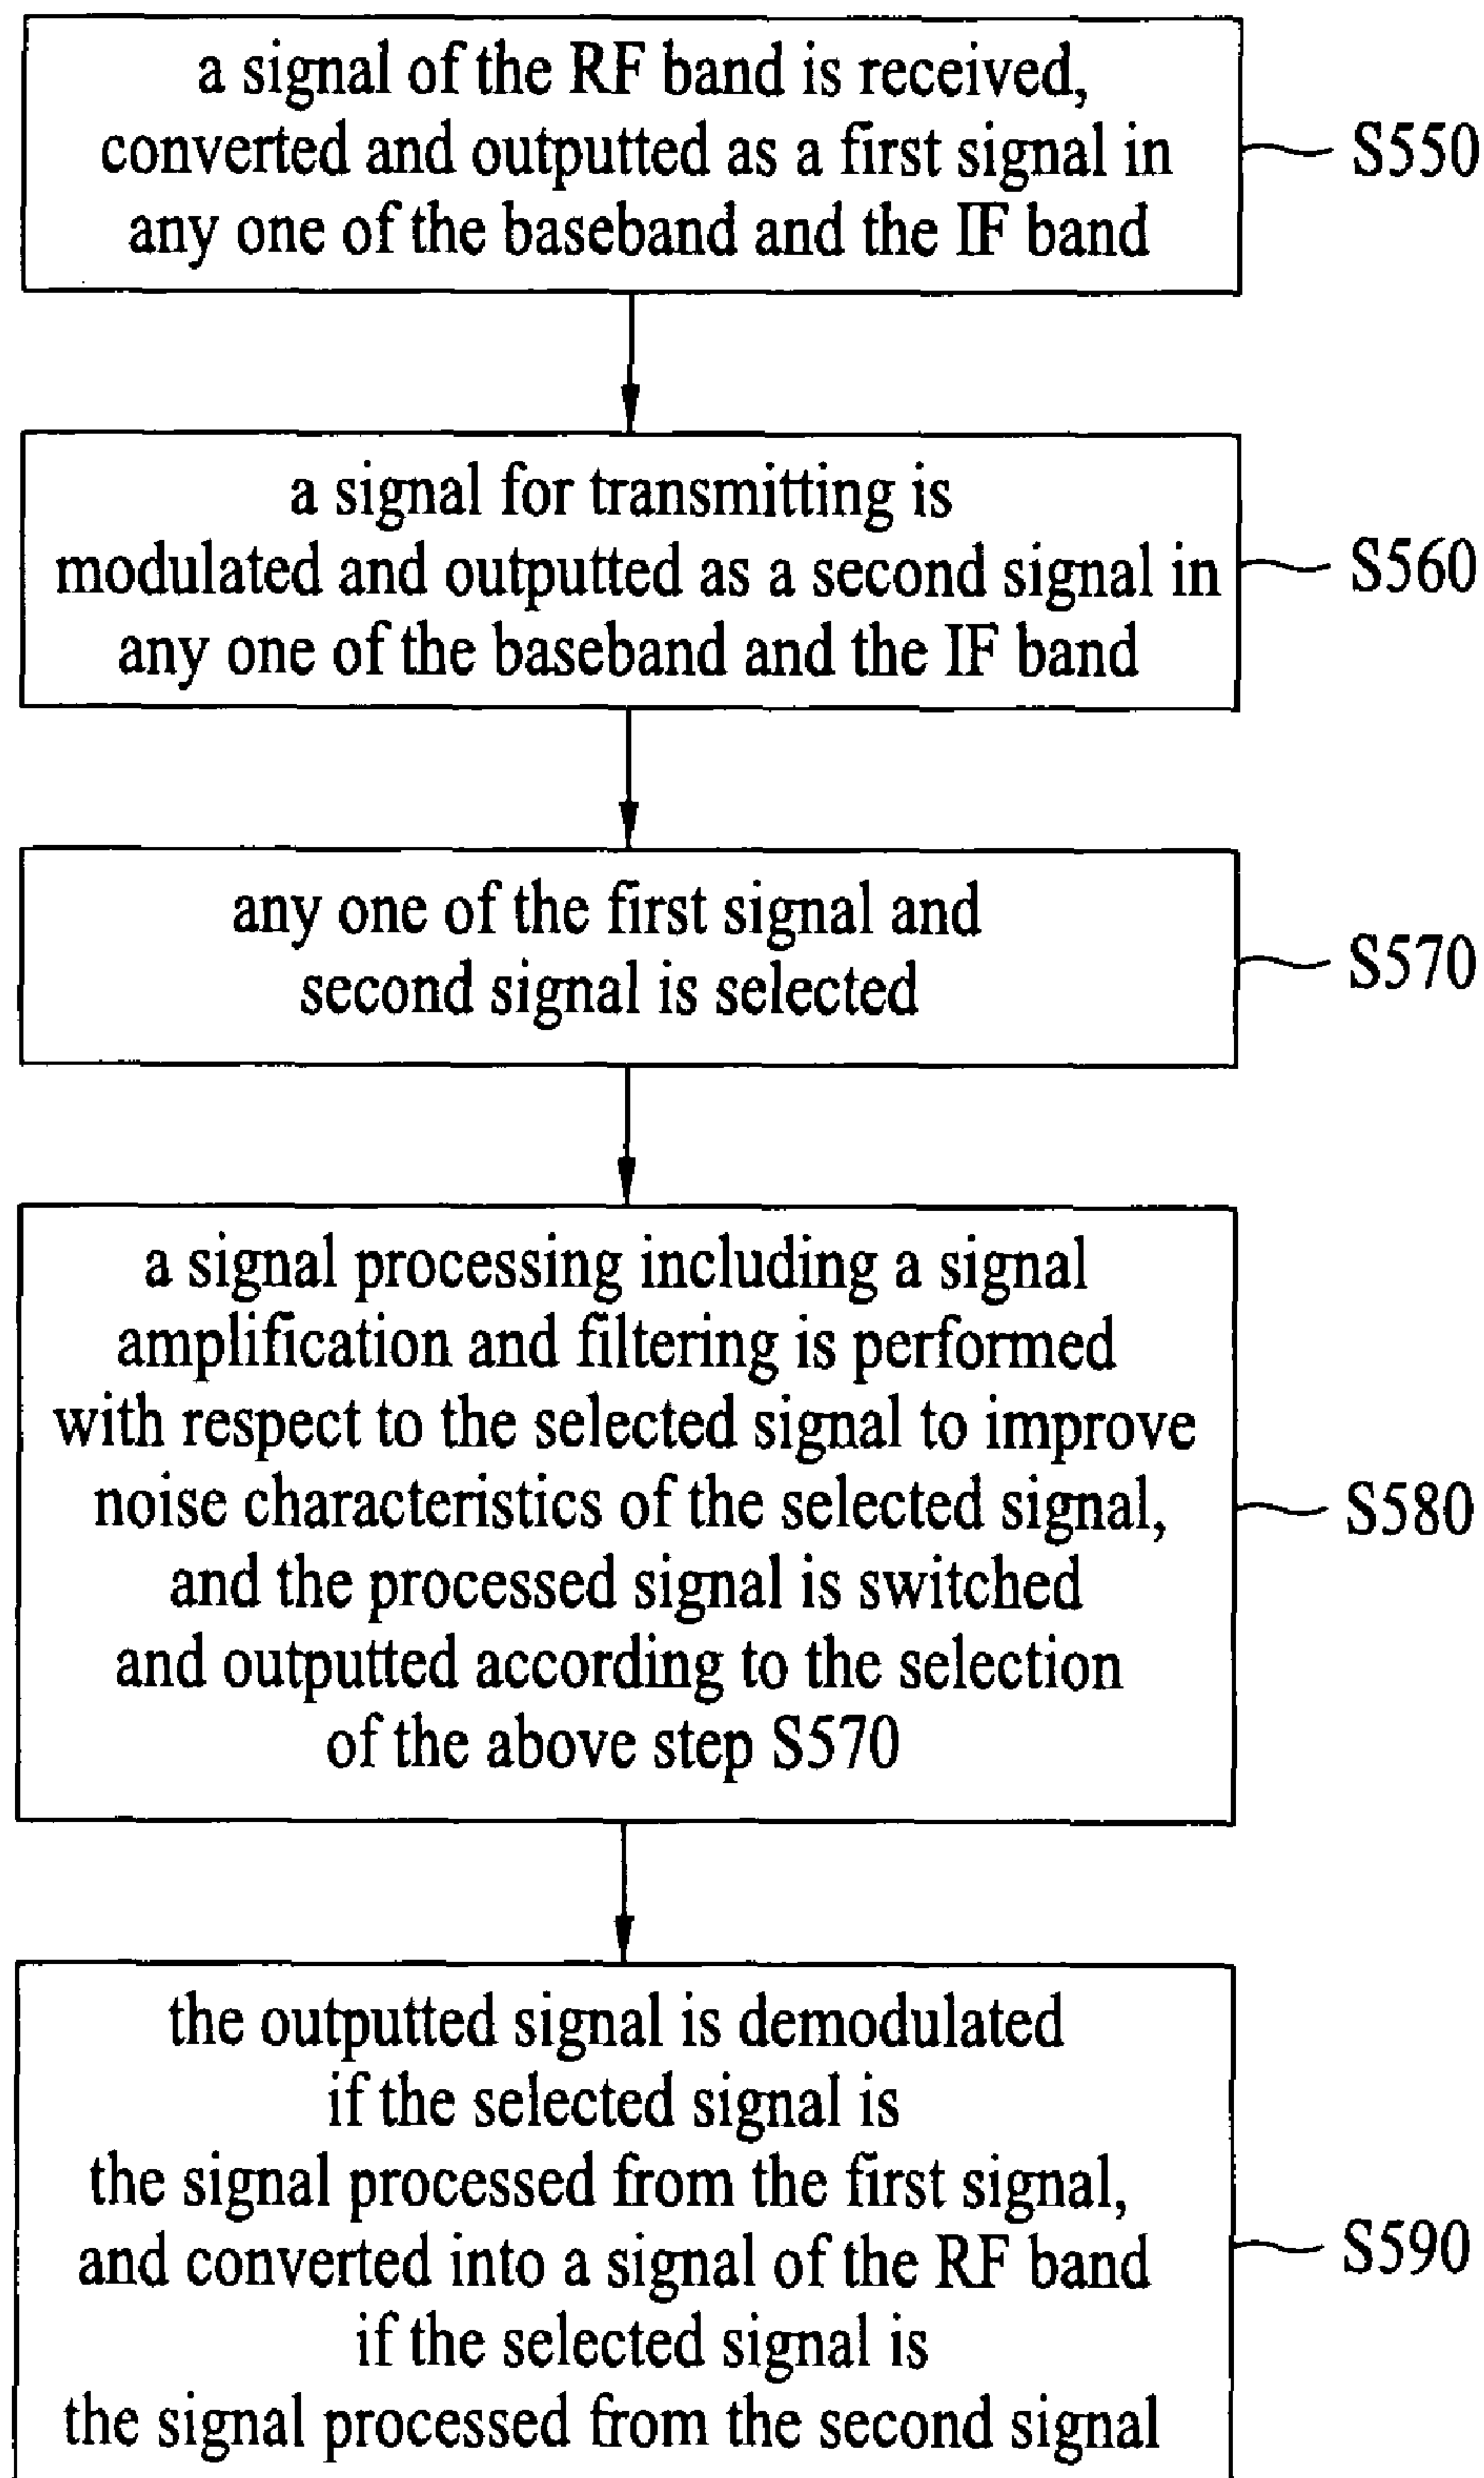 a signal of the RF band is received,
converted and outputted as a first signal in
any one of the baseband and the IF band
S550
a signal for transmitting is
modulated and outputted as a second signal in
any one of the baseband and the IF band
S560
any one of the first signal and
second signal is selected
S570
a signal processing including a signal
amplification and filtering is performed
with respect to the selected signal to improve
noise characteristics of the selected signal,
and the processed signal is switched
and outputted according to the selection
of the above step S570
S580
the outputted signal is demodulated
if the selected signal is
the signal processed from the first signal,
and converted into a signal of the RF band
if the selected signal is
the signal processed from the second signal
S590